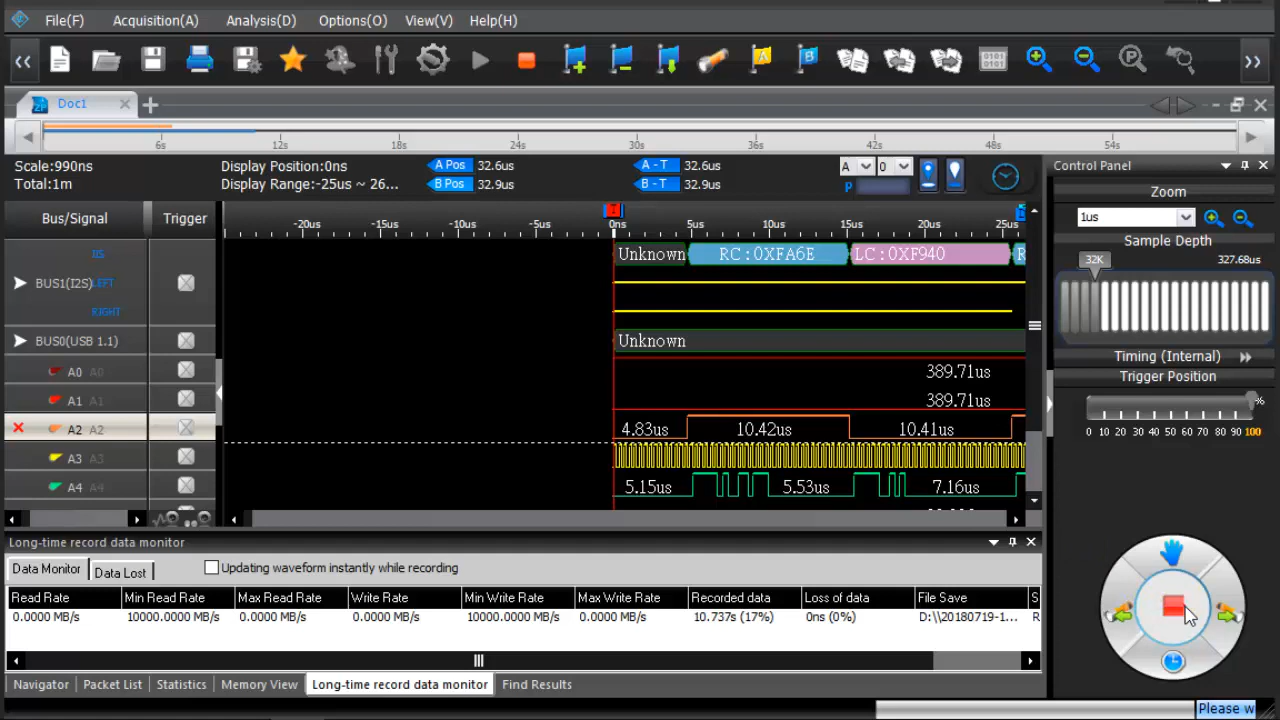 File(F) Acquisition(A) Analysis(D) Options(O) View(V) Help(H)
Doc1
6s 12s 18s 24s 30s 36s 42s 48s 54s
Scale:990ns Display Position:0ns A Pos 32.6us A - T 32.6us A 0
Total:1m Display Range:-25us ~ 26... B Pos 32.9us B - T 32.9us P
Control Panel
Zoom
1us
Sample Depth
32K 327.68us
Timing (Internal)
Trigger Position
%
0 10 20 30 40 50 60 70 80 90 100
Bus/Signal Trigger -20us -15us -10us -5us 0ns 5us 10us 15us 20us 25us
IIS Unknown RC:0XFA6E LC:0XF940 R
BUS1(I2S) LEFT
RIGHT
BUS0(USB 1.1) Unknown
A0 A0 389.71us
A1 A1 389.71us
A2 A2 4.83us 10.42us 10.41us
A3 A3
A4 A4 5.15us 5.53us 7.16us
Long-time record data monitor
Data Monitor Data Lost Updating waveform instantly while recording
Read Rate Min Read Rate Max Read Rate Write Rate Min Write Rate Max Write Rate Recorded data Loss of data File Save S
0.0000 MB/s 10000.0000 MB/s 0.0000 MB/s 0.0000 MB/s 10000.0000 MB/s 0.0000 MB/s 10.737s (17%) 0ns (0%) D:\\20180719-1... R
Navigator Packet List Statistics Memory View Long-time record data monitor Find Results
Please w